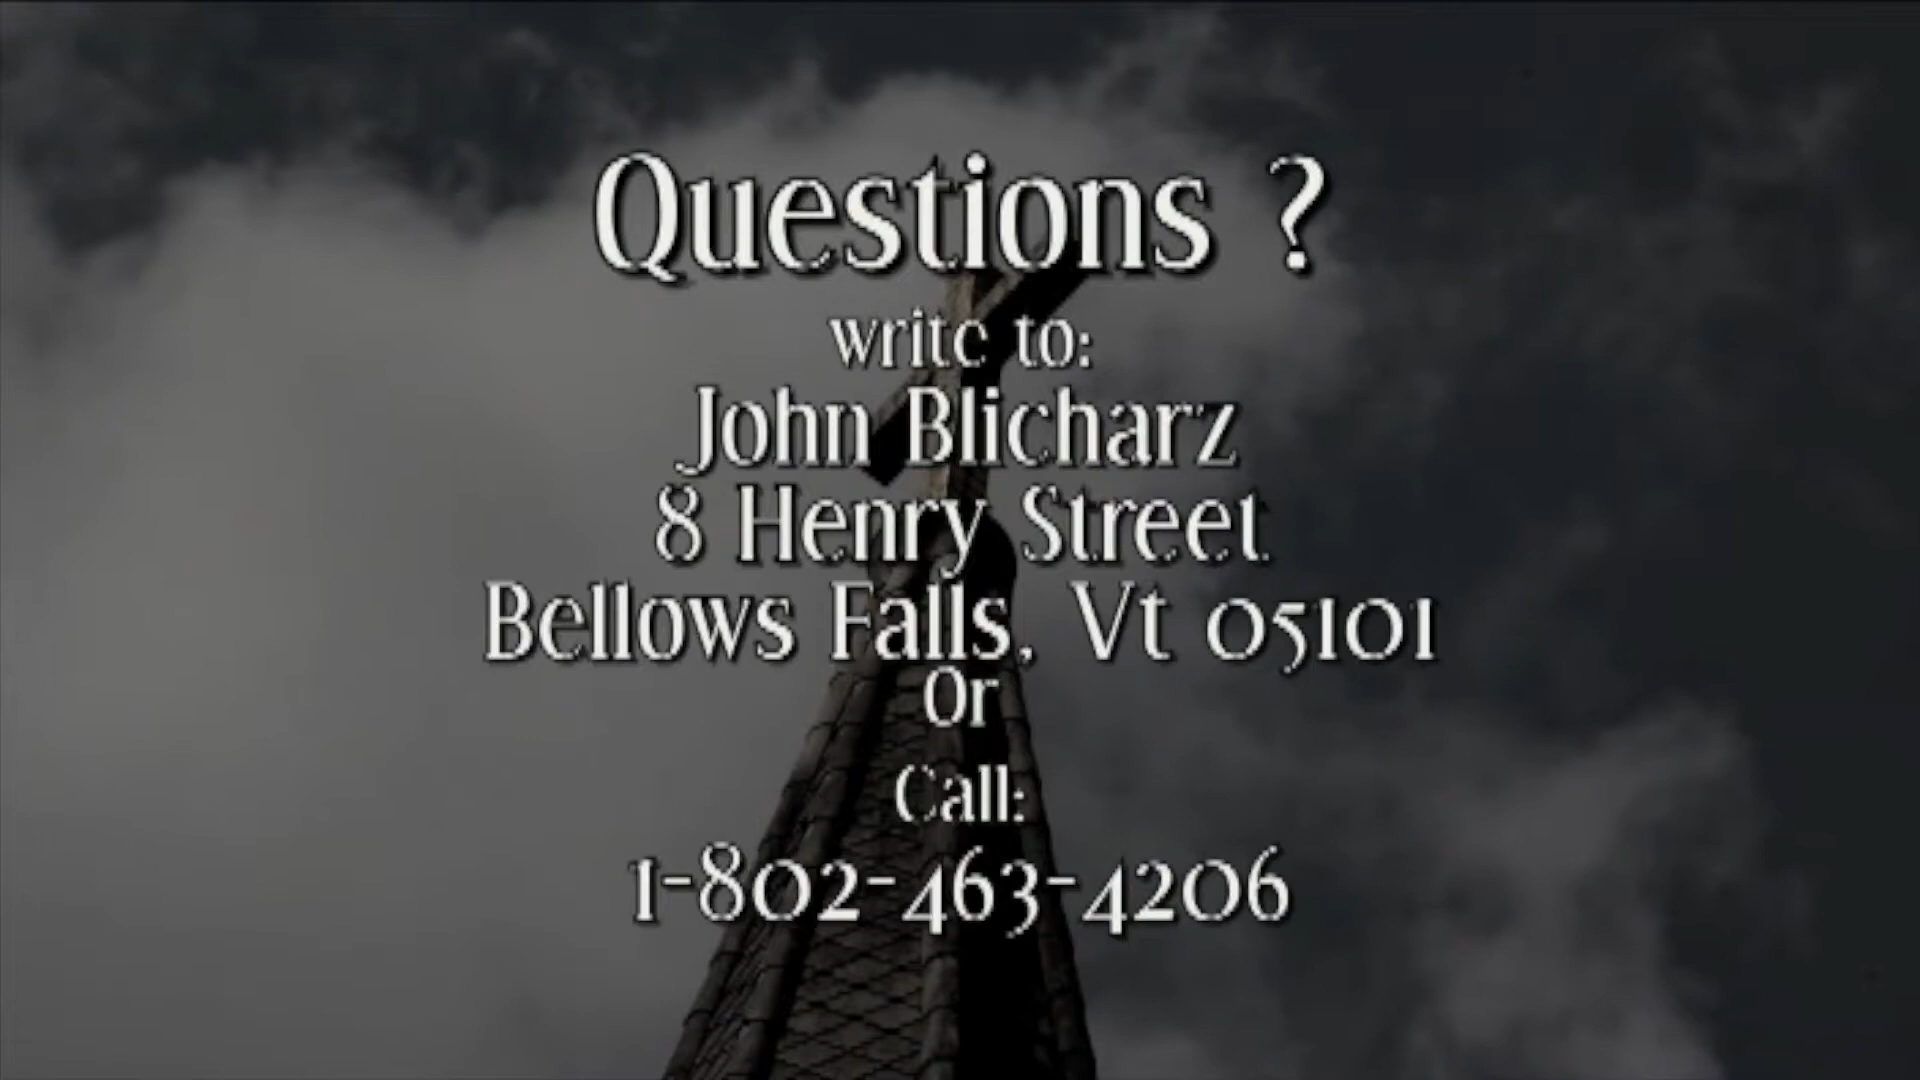 Questions ?
write to:
John Blicharz
8 Henry Street
Bellows Falls, Vt 05101
Or
Call:
1-802-463-4206